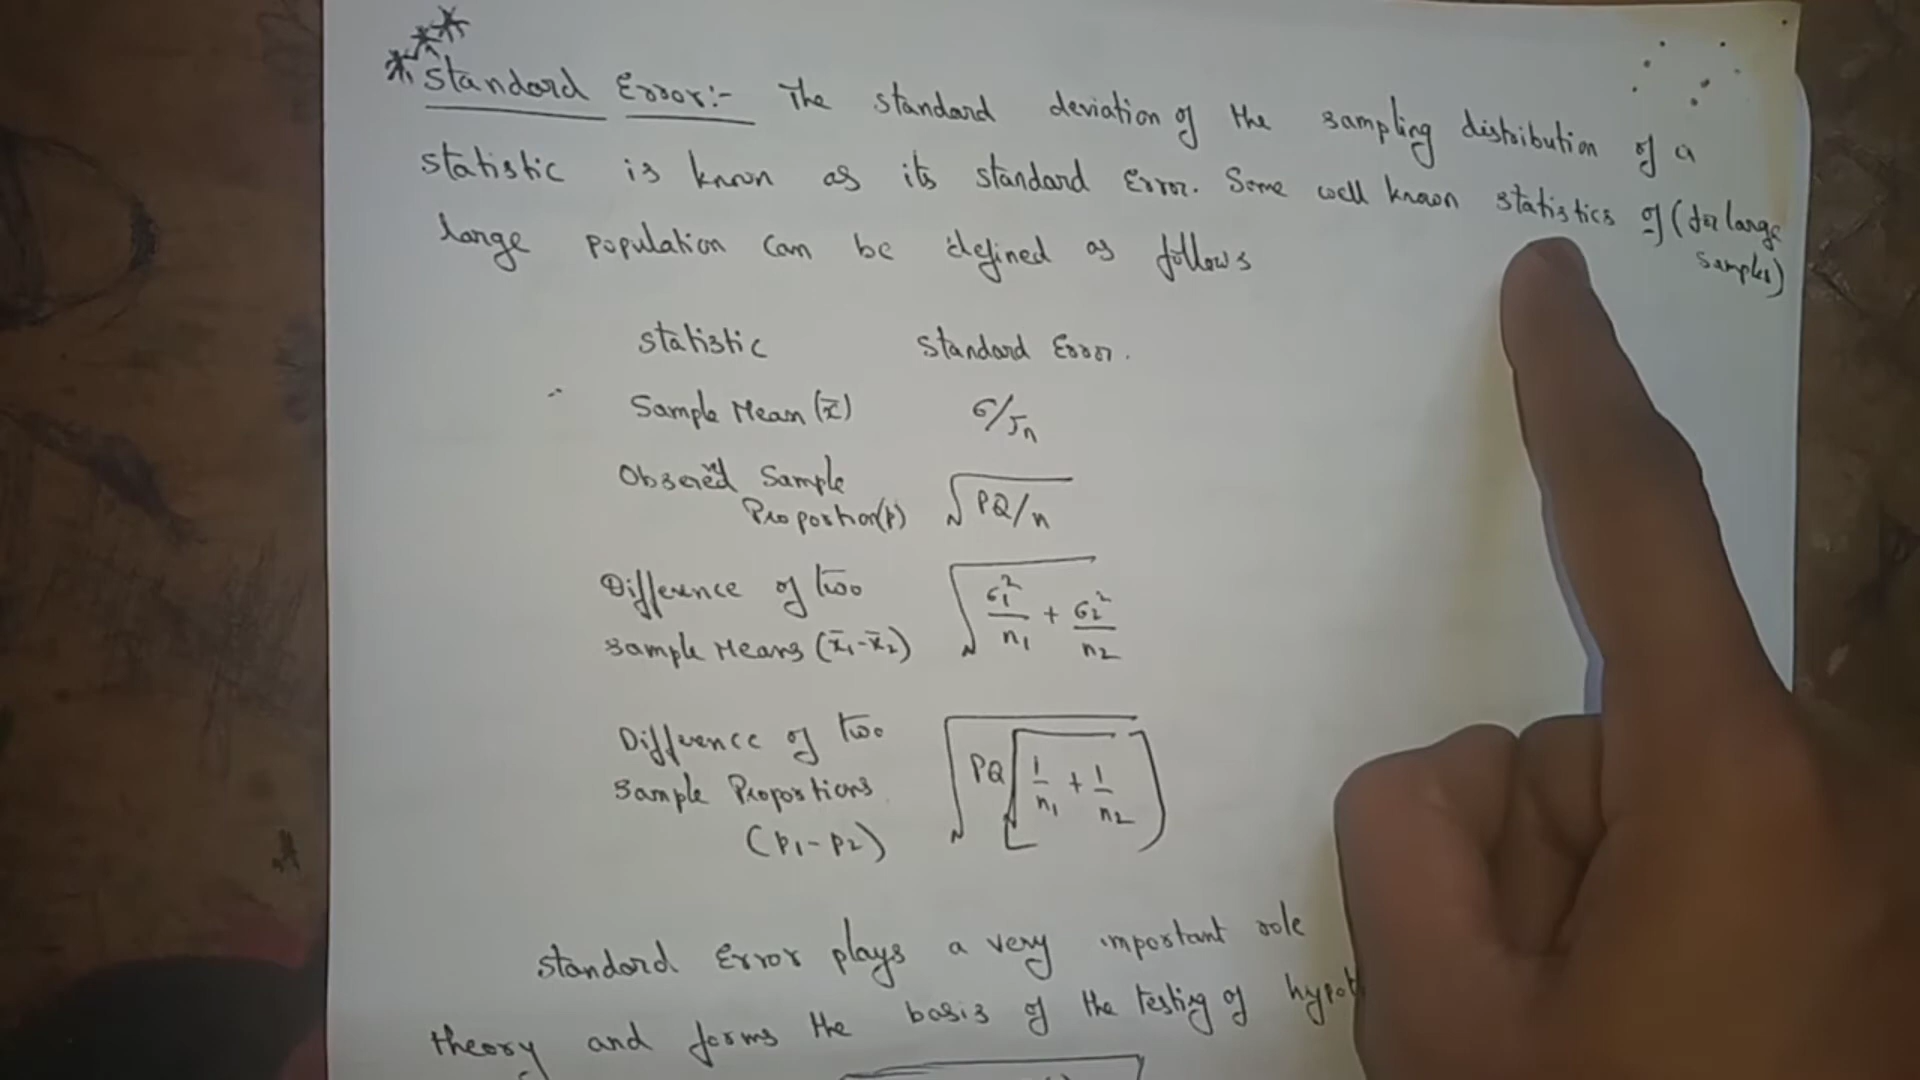 Standard Error:- The standard deviation of the sampling distribution of a
statistic is known as its standard Error. Some well known statistics of (for large
samples)
large population can be defined as follows
Statistic Standard Error.
Sample Mean (x̄) σ/√n
Observed Sample
Proportion(p) √PQ/n
Difference of two
Sample Means (x̄₁-x̄₂) √σ₁²/n₁ + σ₂²/n₂
Difference of two
Sample Proportions √PQ[1/n₁ + 1/n₂]
(p₁-p₂)
Standard Error plays a very important role
theory and forms the basis of the testing of hypot